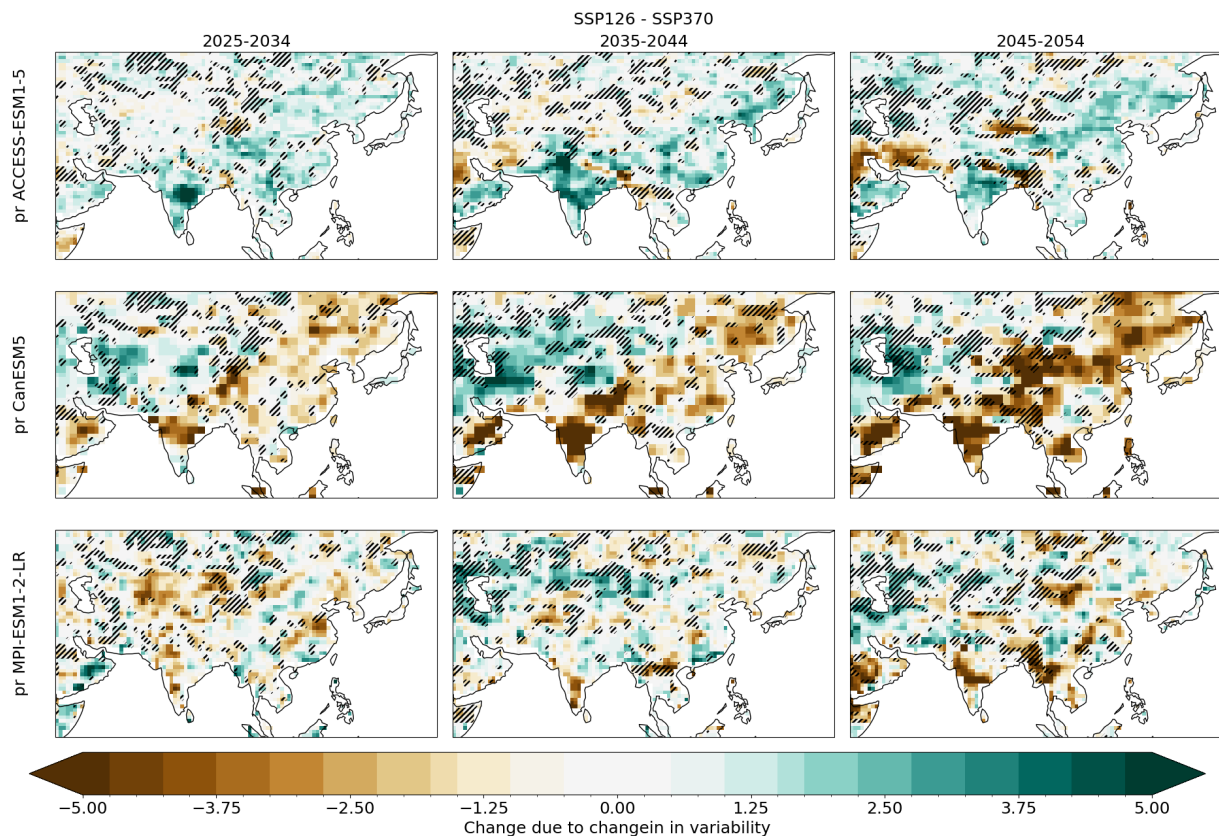 SSP126 - SSP370
2025-2034
2035-2044
2045-2054
pr ACCESS-ESM1-5
pr CanESM5
pr MPI-ESM1-2-LR
−5.00 −3.75 −2.50 −1.25 0.00 1.25 2.50 3.75 5.00
Change due to changein in variability